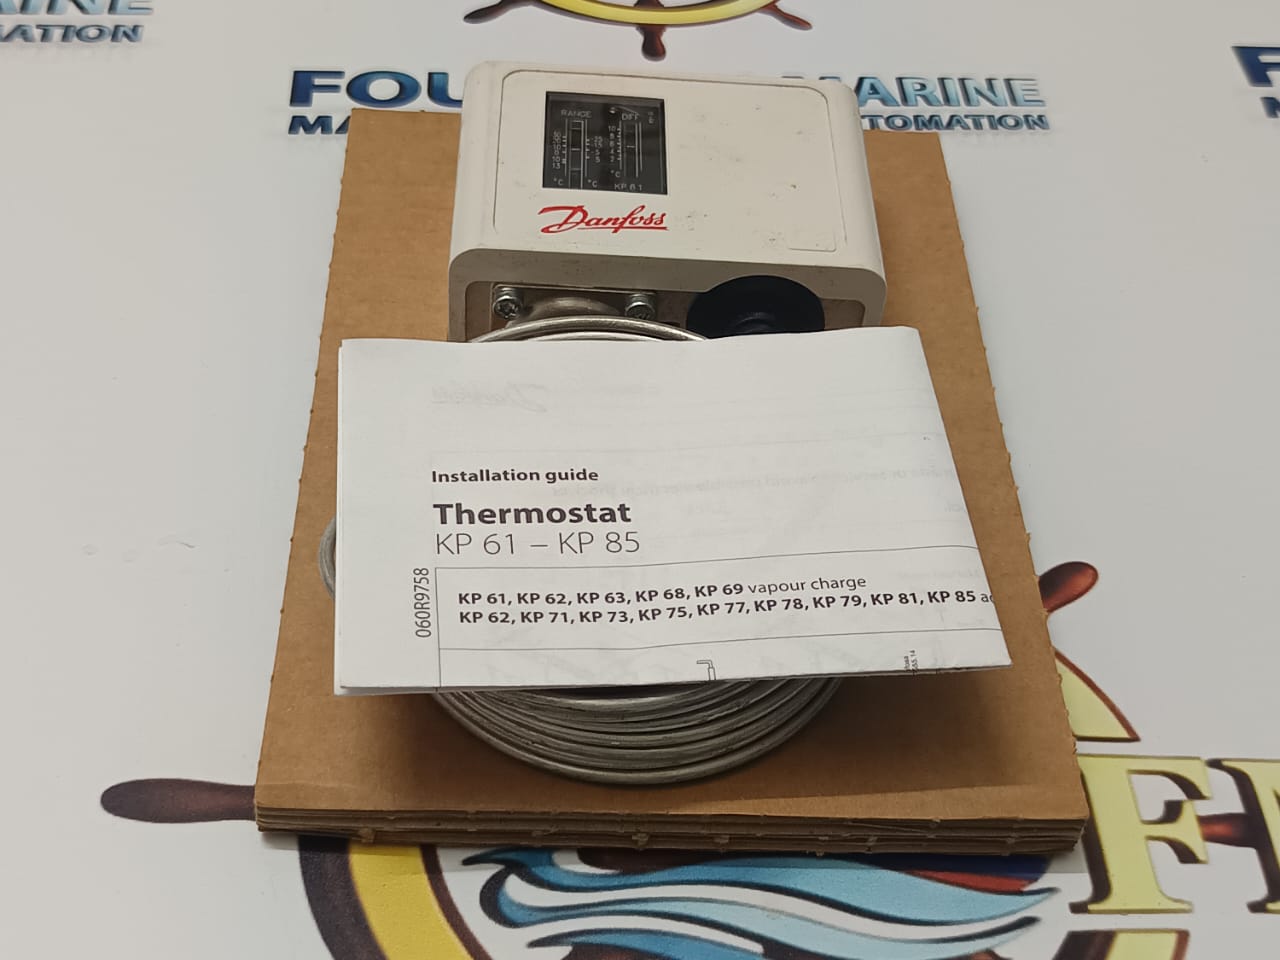 ATION
FOU
MARINE
MA
AUTOMATION
RANGE
DIFF
°C
°C
°C
KP 61
Danfoss
Installation guide
Thermostat
KP 61 – KP 85
060R9758
KP 61, KP 62, KP 63, KP 68, KP 69 vapour charge
KP 62, KP 71, KP 73, KP 75, KP 77, KP 78, KP 79, KP 81, KP 85